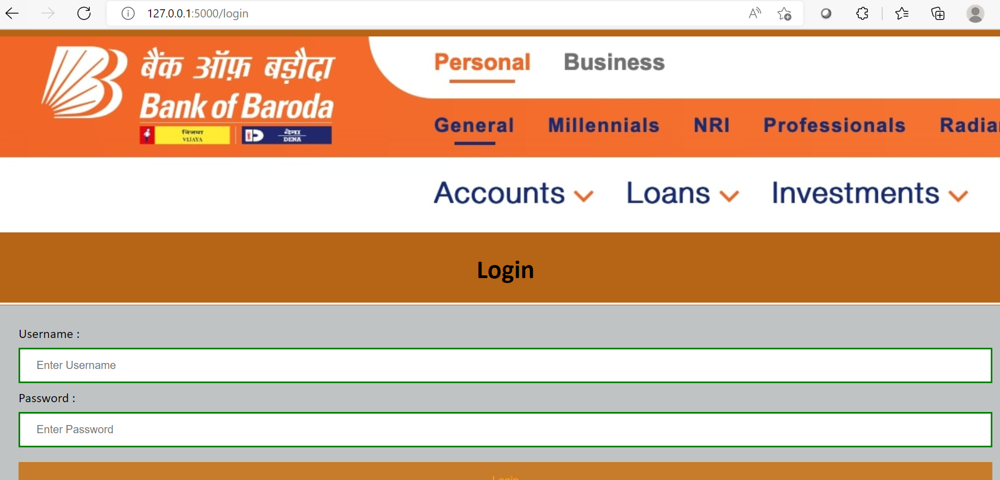 127.0.0.1:5000/login
बैंक ऑफ़ बड़ौदा
Bank of Baroda
विजया
VIJAYA
देना
DENA
Personal Business
General Millennials NRI Professionals Radia
Accounts Loans Investments
Login
Username :
Enter Username
Password :
Enter Password
Login